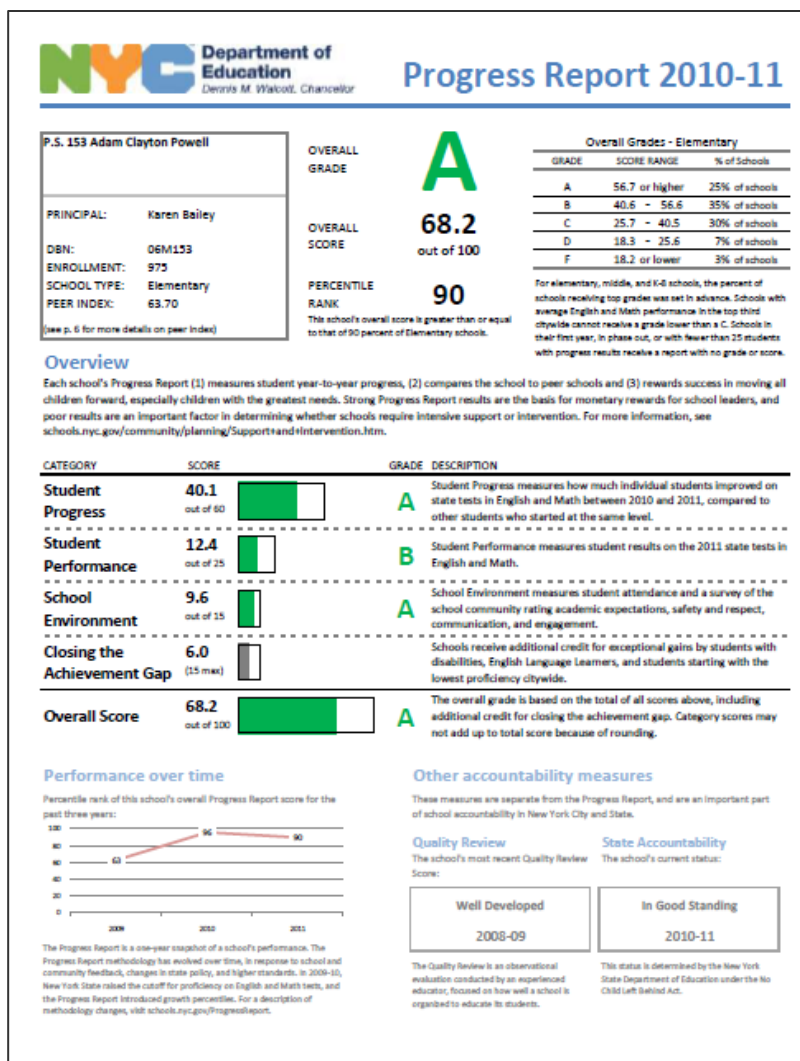 NYC Department of
Education
Dennis M. Walcott, Chancellor
Progress Report 2010-11
P.S. 153 Adam Clayton Powell
PRINCIPAL: Karen Bailey
DBN: 06M153
ENROLLMENT: 975
SCHOOL TYPE: Elementary
PEER INDEX: 63.70
(see p. 6 for more details on peer index)
OVERALL
GRADE
A
OVERALL
SCORE
68.2
out of 100
PERCENTILE
RANK
90
This school's overall score is greater than or equal
to that of 90 percent of Elementary schools.
Overall Grades - Elementary
GRADE SCORE RANGE % of Schools
A 56.7 or higher 25% of schools
B 40.6 - 56.6 35% of schools
C 25.7 - 40.5 30% of schools
D 18.3 - 25.6 7% of schools
F 18.2 or lower 3% of schools
For elementary, middle, and K-8 schools, the percent of
schools receiving top grades was set in advance. Schools with
average English and Math performance in the top third
citywide cannot receive a grade lower than a C. Schools in
their first year, in phase out, or with fewer than 25 students
with progress results receive a report with no grade or score.
Overview
Each school's Progress Report (1) measures student year-to-year progress, (2) compares the school to peer schools and (3) rewards success in moving all
children forward, especially children with the greatest needs. Strong Progress Report results are the basis for monetary rewards for school leaders, and
poor results are an important factor in determining whether schools require intensive support or intervention. For more information, see
schools.nyc.gov/community/planning/Support+and+Intervention.htm.
CATEGORY SCORE GRADE DESCRIPTION
Student
Progress
40.1
out of 60
A
Student Progress measures how much individual students improved on
state tests in English and Math between 2010 and 2011, compared to
other students who started at the same level.
Student
Performance
12.4
out of 25
B
Student Performance measures student results on the 2011 state tests in
English and Math.
School
Environment
9.6
out of 15
A
School Environment measures student attendance and a survey of the
school community rating academic expectations, safety and respect,
communication, and engagement.
Closing the
Achievement Gap
6.0
(15 max)
Schools receive additional credit for exceptional gains by students with
disabilities, English Language Learners, and students starting with the
lowest proficiency citywide.
Overall Score
68.2
out of 100
A
The overall grade is based on the total of all scores above, including
additional credit for closing the achievement gap. Category scores may
not add up to total score because of rounding.
Performance over time
Percentile rank of this school's overall Progress Report score for the
past three years:
100
80
60
40
20
0
63
96
90
2009 2010 2011
The Progress Report is a one-year snapshot of a school's performance. The
Progress Report methodology has evolved over time, in response to school and
community feedback, changes in state policy, and higher standards. In 2009-10,
New York State raised the cutoff for proficiency on English and Math tests, and
the Progress Report introduced growth percentiles. For a description of
methodology changes, visit schools.nyc.gov/ProgressReport.
Other accountability measures
These measures are separate from the Progress Report, and are an important part
of school accountability in New York City and State.
Quality Review
The school's most recent Quality Review
Score:
Well Developed
2008-09
The Quality Review is an observational
evaluation conducted by an experienced
educator, focused on how well a school is
organized to educate its students.
State Accountability
The school's current status:
In Good Standing
2010-11
This status is determined by the New York
State Department of Education under the No
Child Left Behind Act.